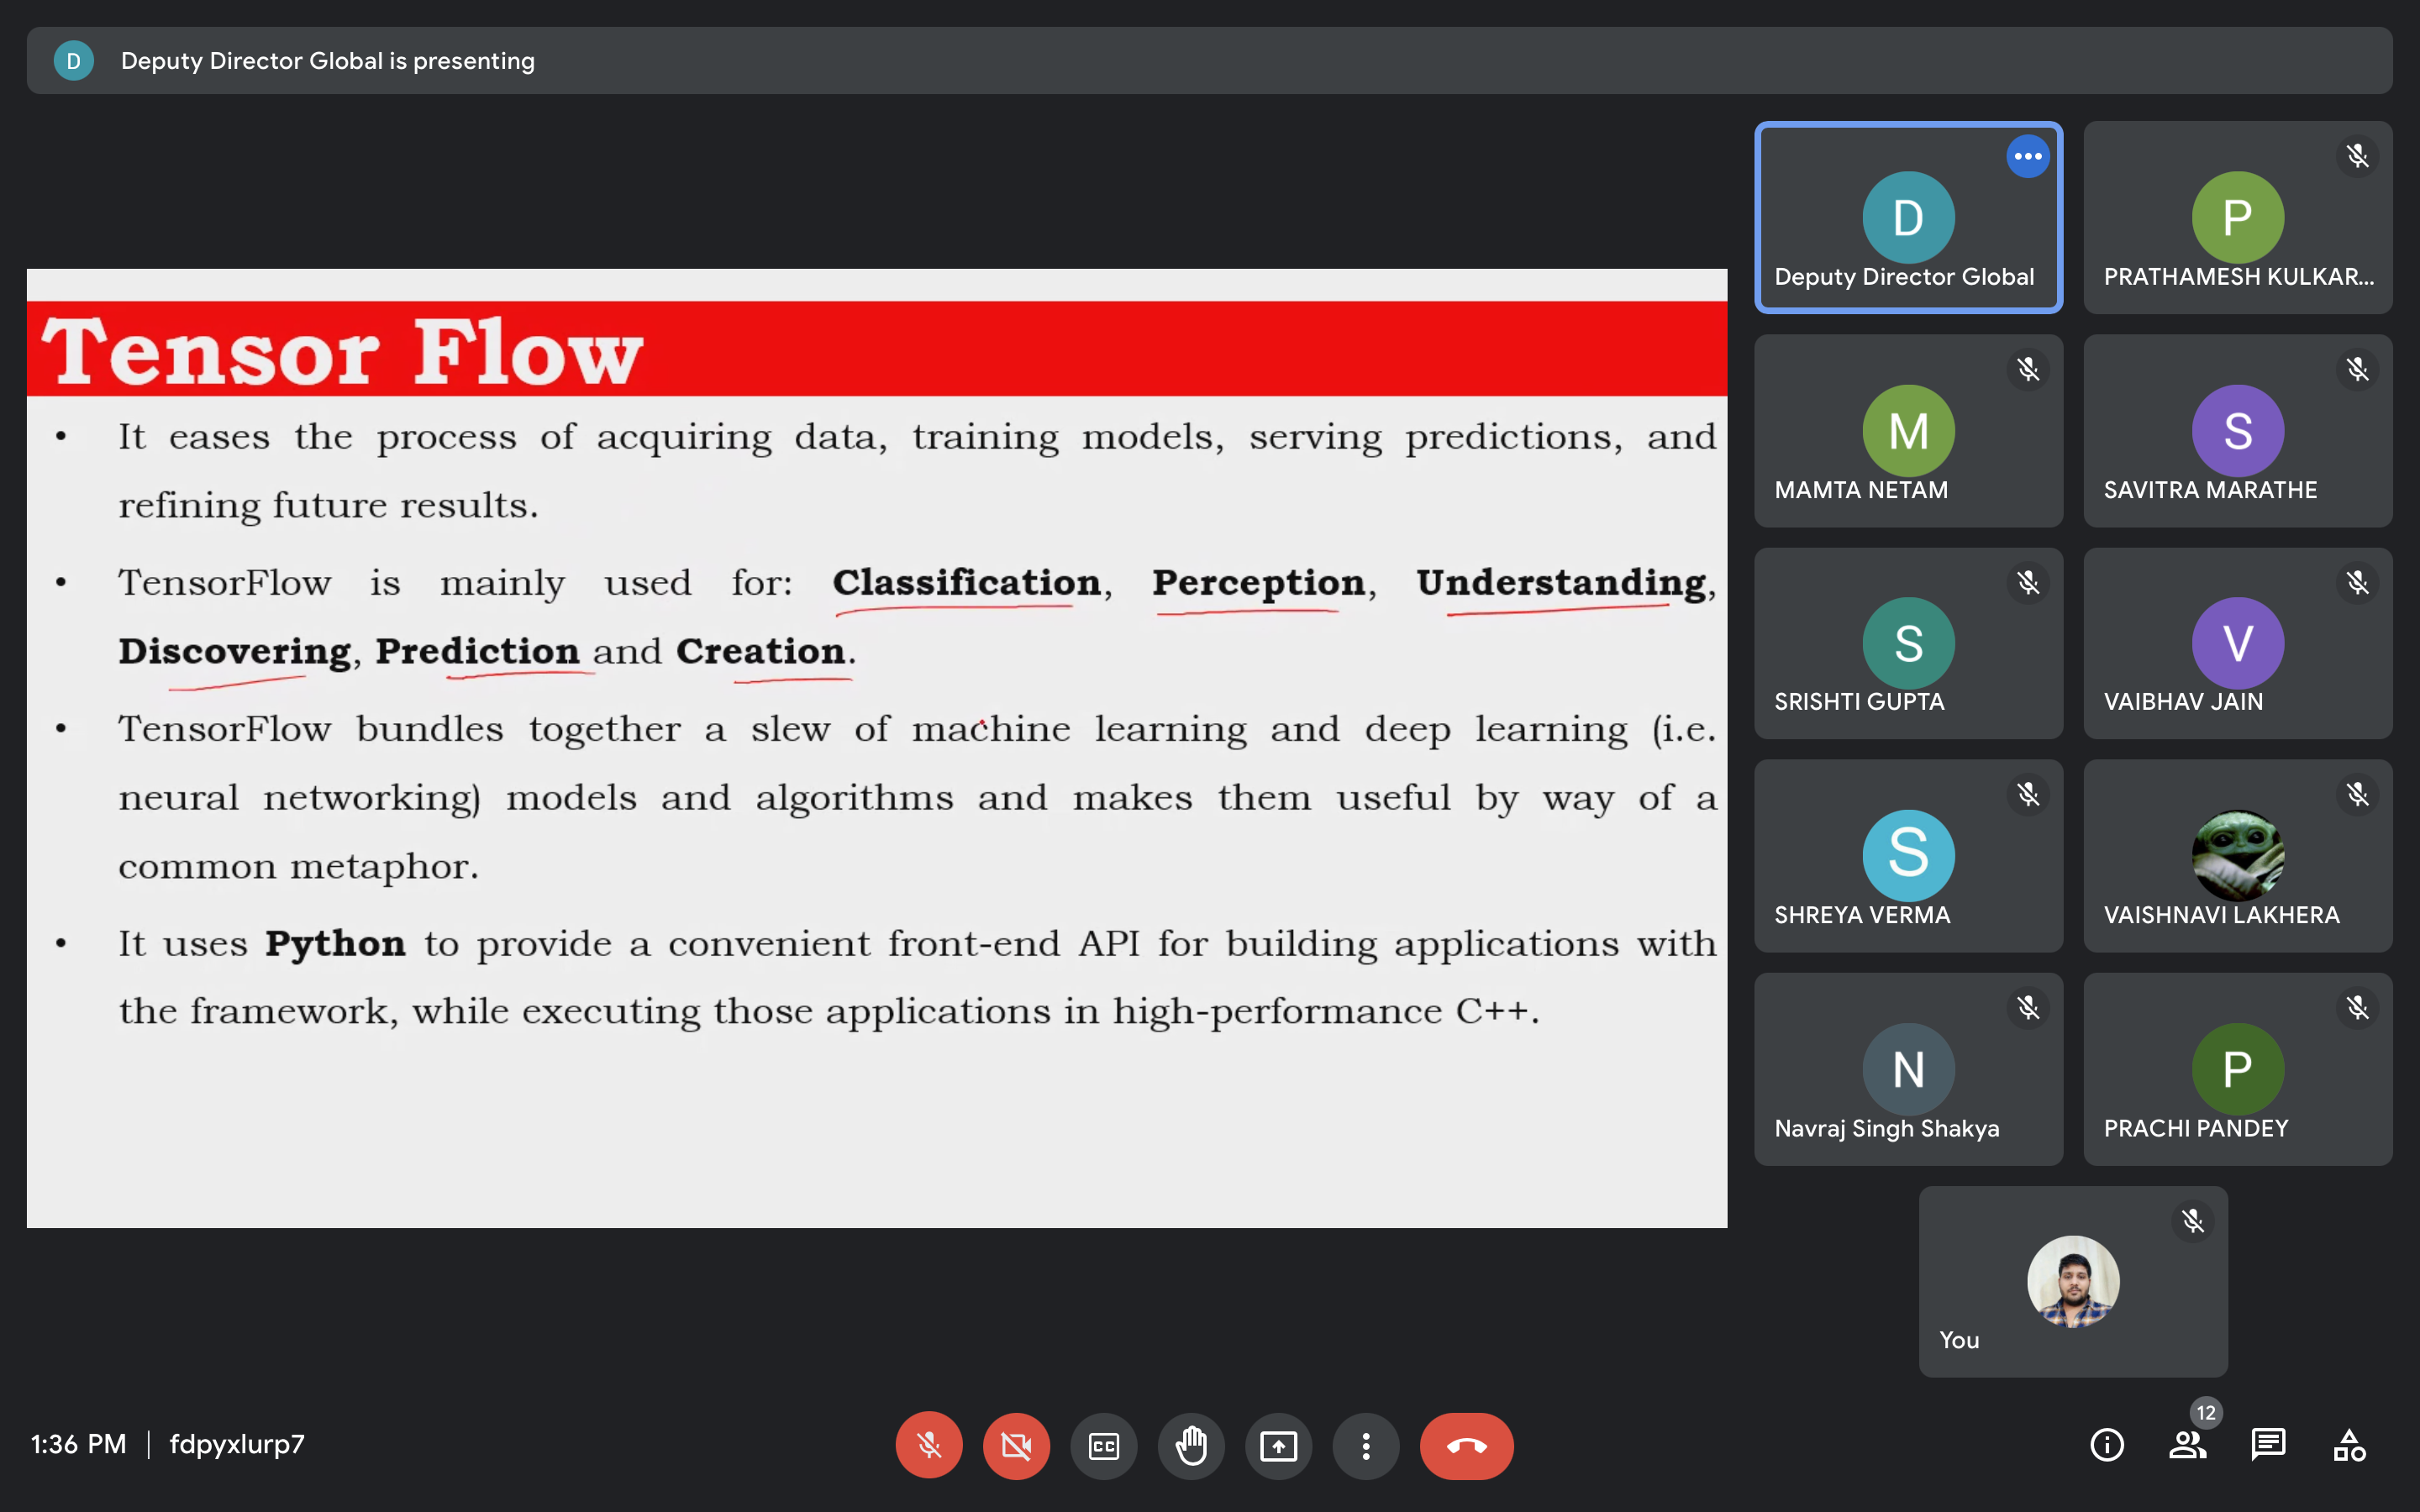 D
Deputy Director Global is presenting
Tensor Flow
• It eases the process of acquiring data, training models, serving predictions, and
refining future results.
• TensorFlow is mainly used for: Classification, Perception, Understanding,
Discovering, Prediction and Creation.
• TensorFlow bundles together a slew of machine learning and deep learning (i.e.
neural networking) models and algorithms and makes them useful by way of a
common metaphor.
• It uses Python to provide a convenient front-end API for building applications with
the framework, while executing those applications in high-performance C++.
D
Deputy Director Global
P
PRATHAMESH KULKAR...
M
MAMTA NETAM
S
SAVITRA MARATHE
S
SRISHTI GUPTA
V
VAIBHAV JAIN
S
SHREYA VERMA
VAISHNAVI LAKHERA
N
Navraj Singh Shakya
P
PRACHI PANDEY
You
1:36 PM | fdpyxlurp7
CC
12